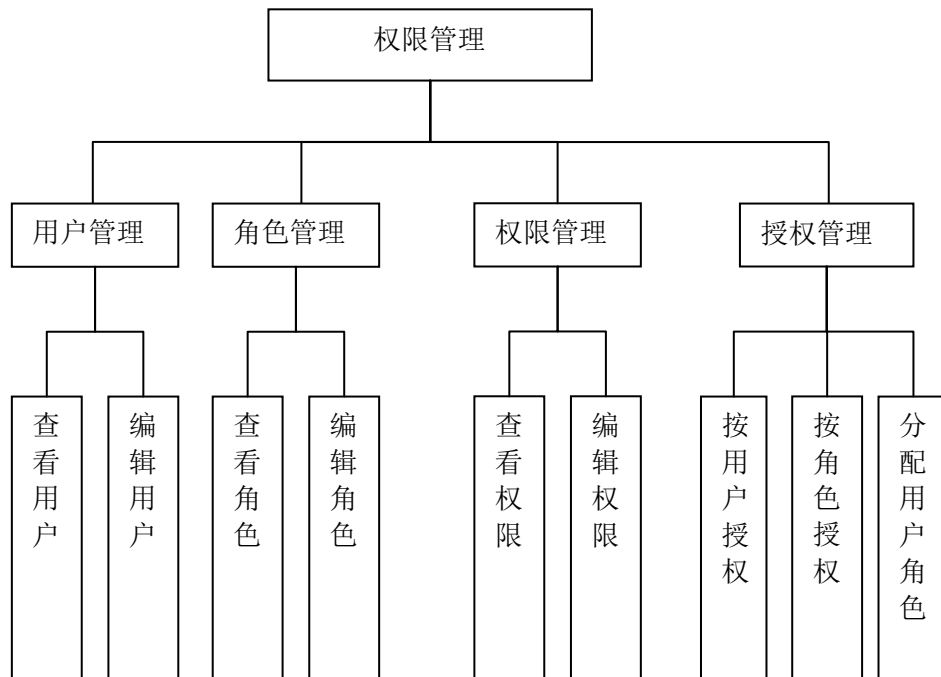 权限管理
用户管理
角色管理
权限管理
授权管理
查看用户
编辑用户
查看角色
编辑角色
查看权限
编辑权限
按用户授权
按角色授权
分配用户角色